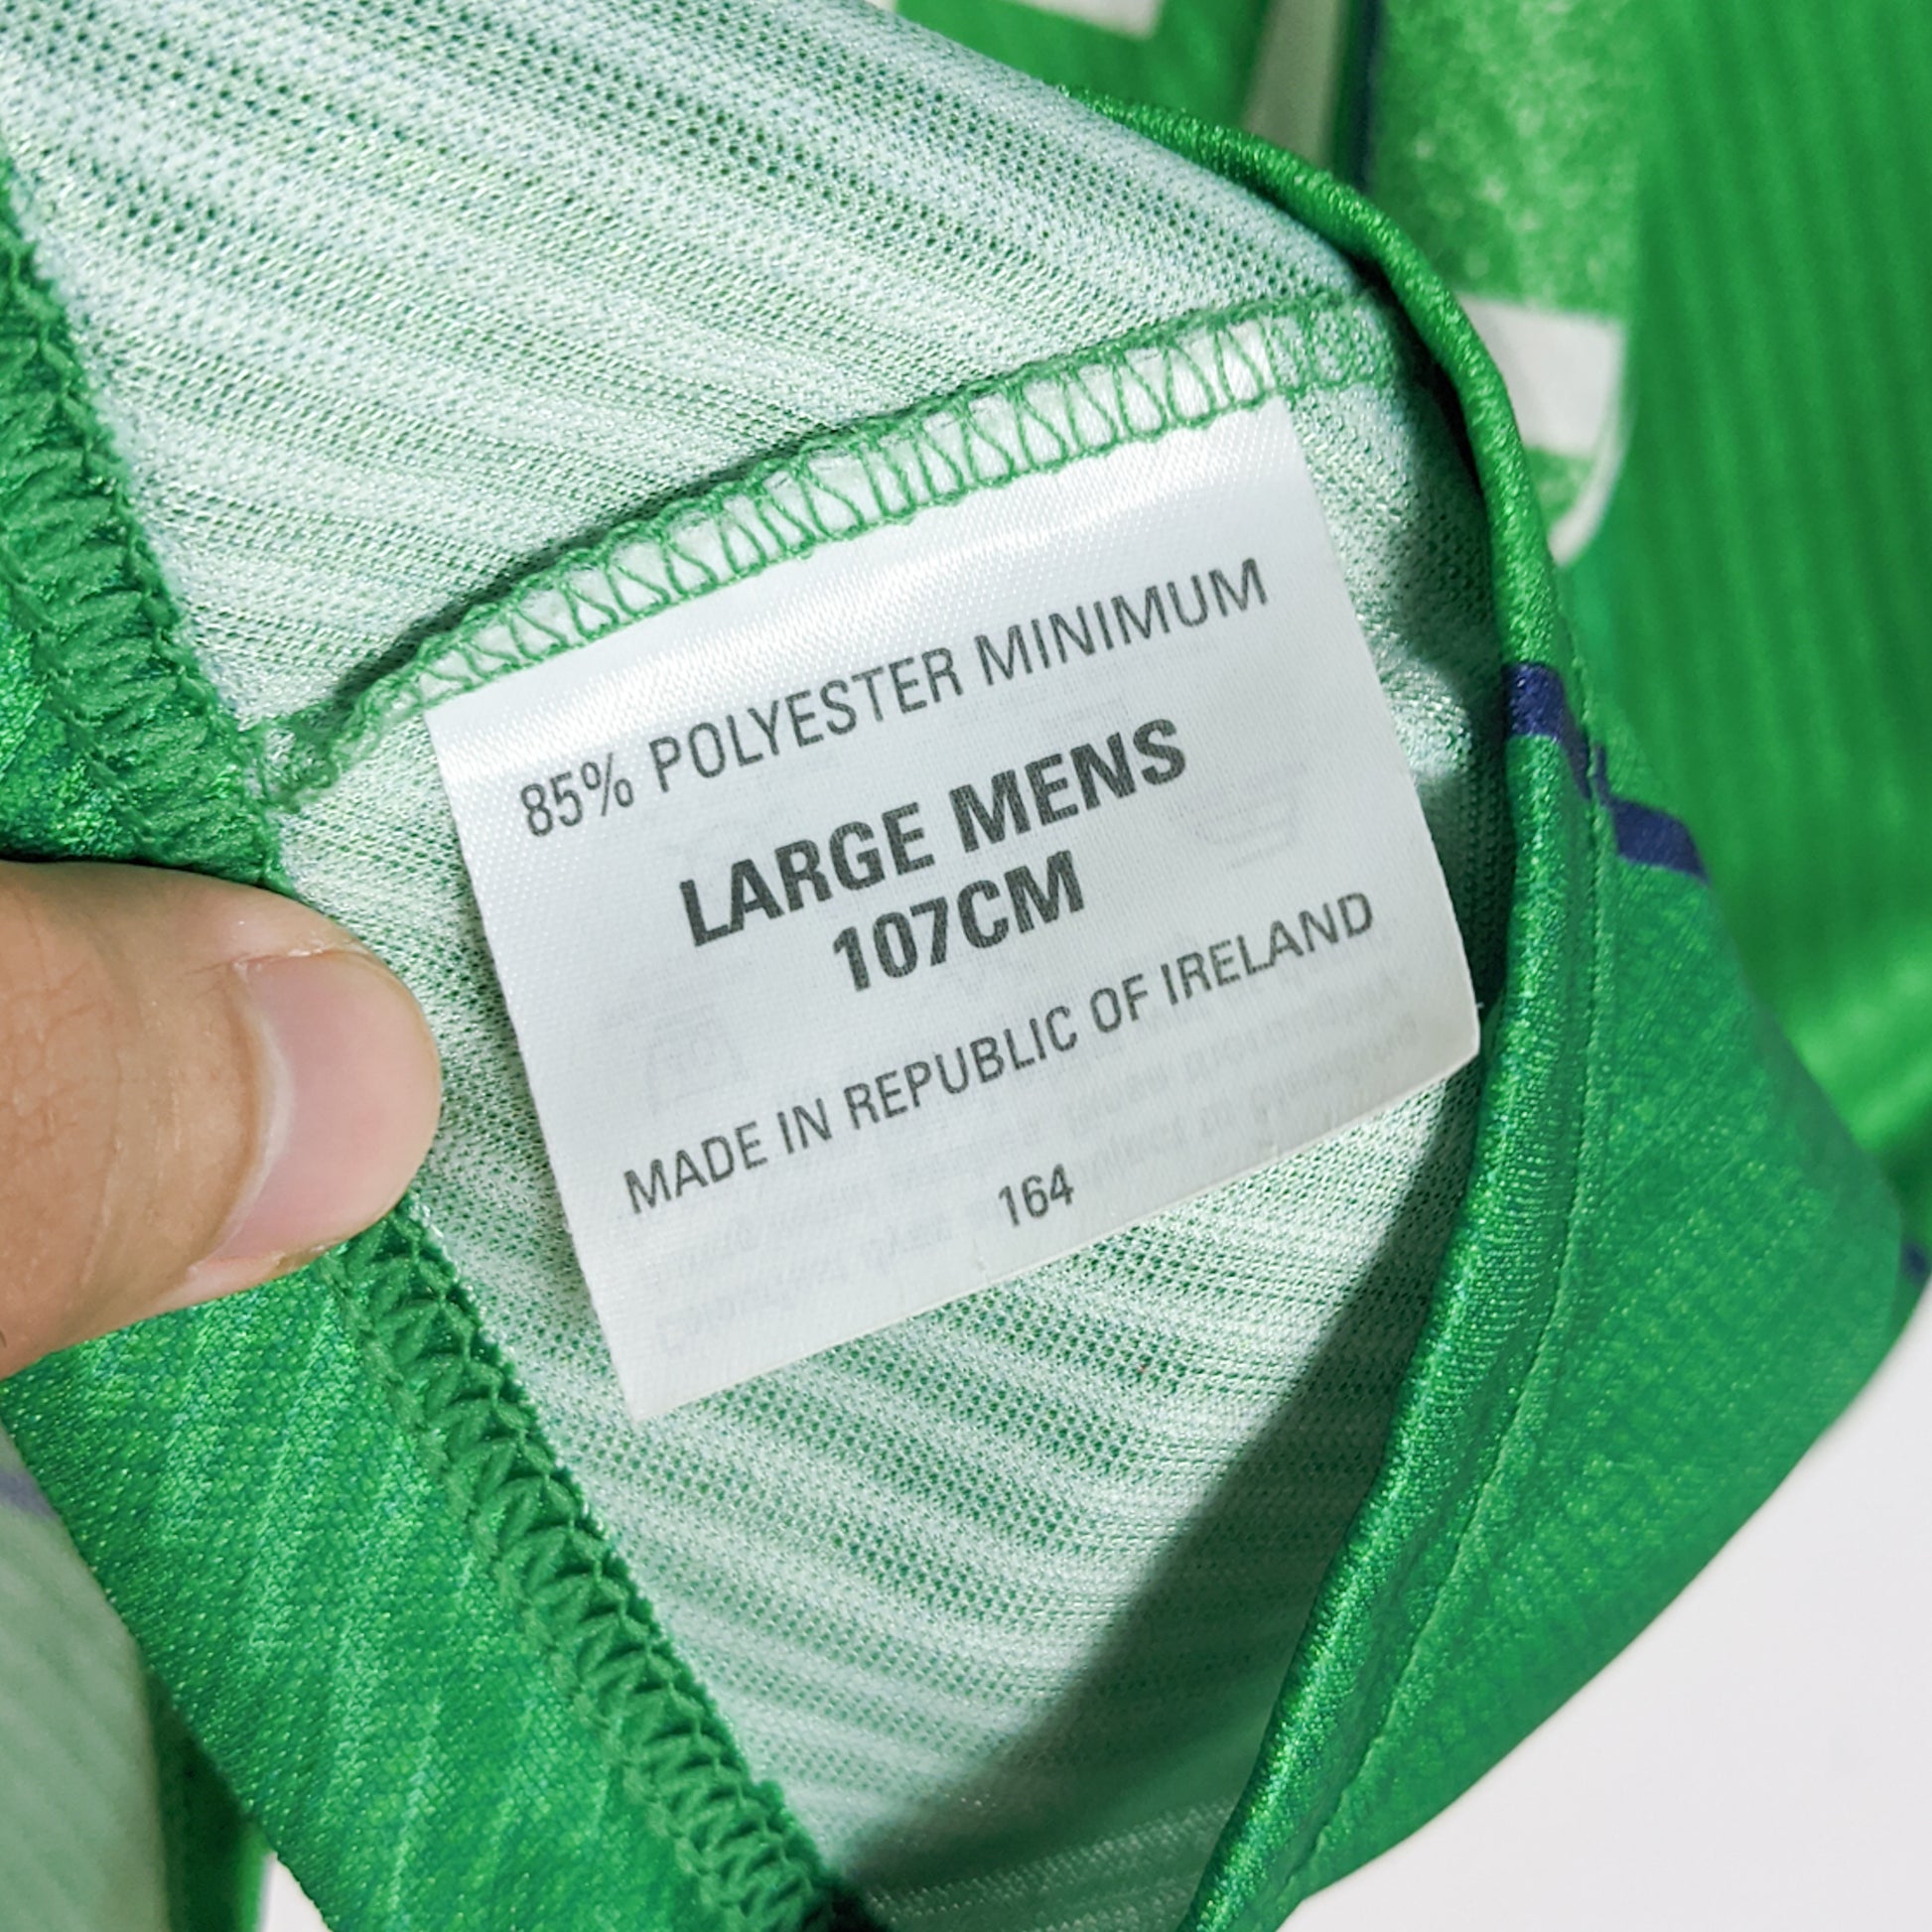 85% POLYESTER MINIMUM
LARGE MENS
107CM
MADE IN REPUBLIC OF IRELAND
164